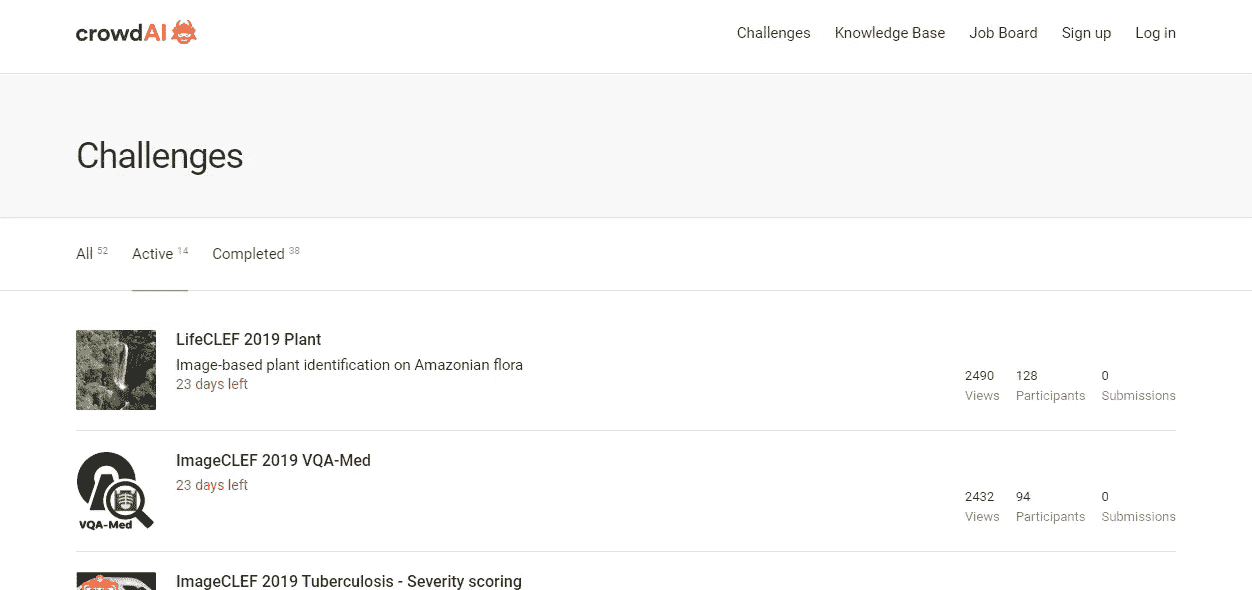 crowdAI
Challenges Knowledge Base Job Board Sign up Log in
Challenges
All 52 Active 14 Completed 38
LifeCLEF 2019 Plant
Image-based plant identification on Amazonian flora
23 days left
2490 128 0
Views Participants Submissions
ImageCLEF 2019 VQA-Med
23 days left
VQA-Med
2432 94 0
Views Participants Submissions
ImageCLEF 2019 Tuberculosis - Severity scoring